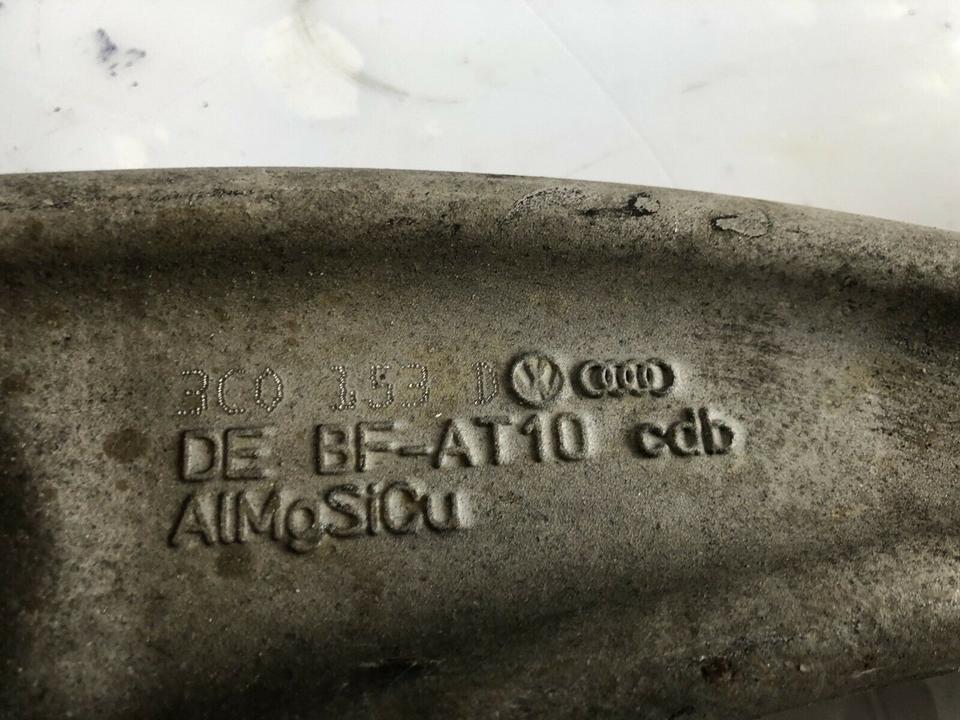 3C0 153 D
DE BF-AT10 cdb
AlMgSiCu